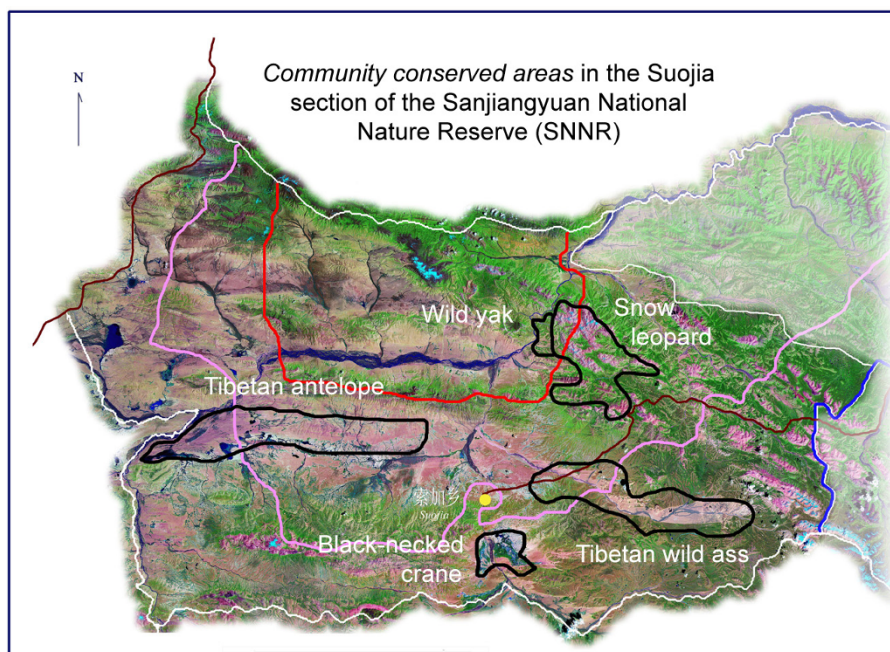 Community conserved areas in the Suojia
section of the Sanjiangyuan National
Nature Reserve (SNNR)
N
Wild yak
Snow
leopard
Tibetan antelope
索加乡
Suojia
Black-necked
crane
Tibetan wild ass